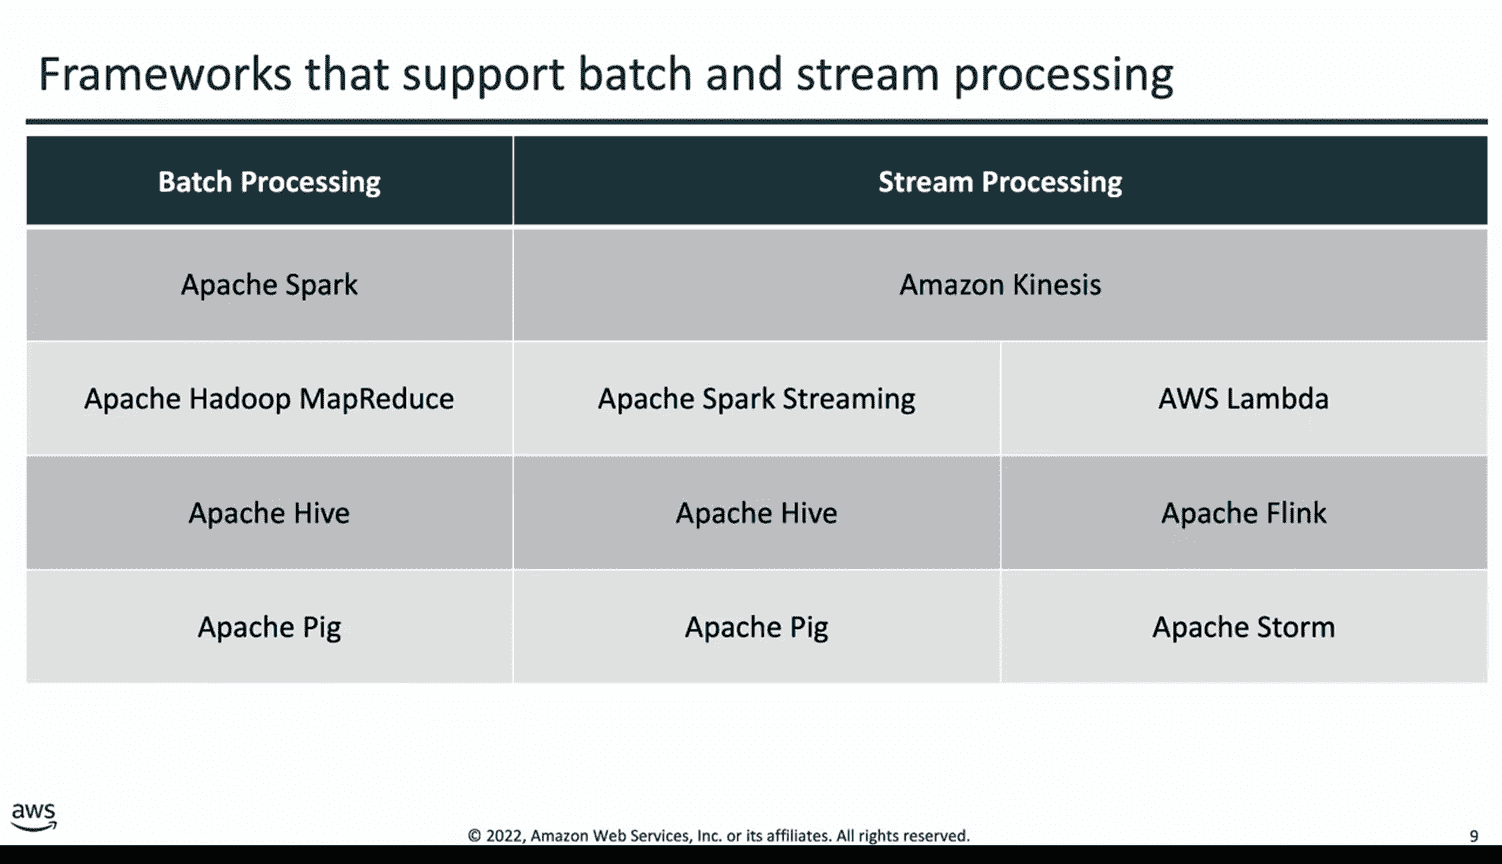 Frameworks that support batch and stream processing
Batch Processing
Stream Processing
Apache Spark
Amazon Kinesis
Apache Hadoop MapReduce
Apache Spark Streaming
AWS Lambda
Apache Hive
Apache Hive
Apache Flink
Apache Pig
Apache Pig
Apache Storm
aws
© 2022, Amazon Web Services, Inc. or its affiliates. All rights reserved.
9